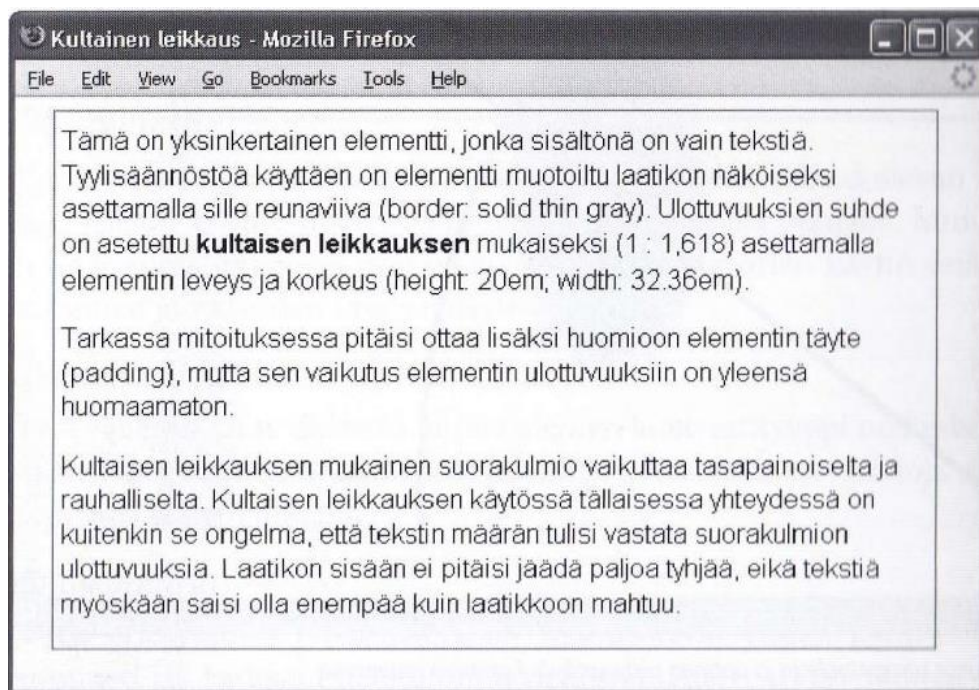 Kultainen leikkaus - Mozilla Firefox
File Edit View Go Bookmarks Tools Help
Tämä on yksinkertainen elementti, jonka sisältönä on vain tekstiä.
Tyylisäännöstöä käyttäen on elementti muotoiltu laatikon näköiseksi
asettamalla sille reunaviiva (border: solid thin gray). Ulottuvuuksien suhde
on asetettu kultaisen leikkauksen mukaiseksi (1 : 1,618) asettamalla
elementin leveys ja korkeus (height: 20em; width: 32.36em).
Tarkassa mitoituksessa pitäisi ottaa lisäksi huomioon elementin täyte
(padding), mutta sen vaikutus elementin ulottuvuuksiin on yleensä
huomaamaton.
Kultaisen leikkauksen mukainen suorakulmio vaikuttaa tasapainoiselta ja
rauhalliselta. Kultaisen leikkauksen käytössä tällaisessa yhteydessä on
kuitenkin se ongelma, että tekstin määrän tulisi vastata suorakulmion
ulottuvuuksia. Laatikon sisään ei pitäisi jäädä paljoa tyhjää, eikä tekstiä
myöskään saisi olla enempää kuin laatikkoon mahtuu.